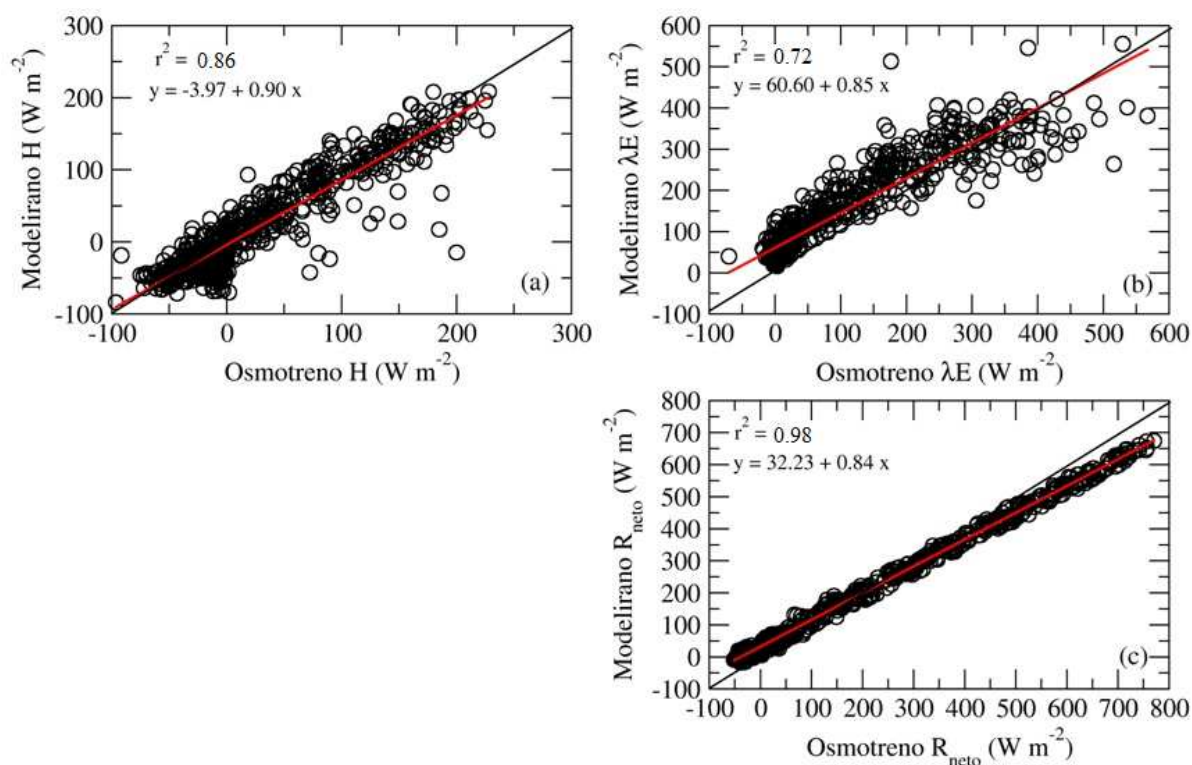 300
200
100
0
-100
-100 0 100 200 300
Modelirano H (W m⁻²)
r² = 0.86
y = -3.97 + 0.90 x
(a)
Osmotreno H (W m⁻²)
600
500
400
300
200
100
0
-100
-100 0 100 200 300 400 500 600
Modelirano λE (W m⁻²)
r² = 0.72
y = 60.60 + 0.85 x
(b)
Osmotreno λE (W m⁻²)
800
700
600
500
400
300
200
100
0
-100
-100 0 100 200 300 400 500 600 700 800
Modelirano Rneto (W m⁻²)
r² = 0.98
y = 32.23 + 0.84 x
(c)
Osmotreno Rneto (W m⁻²)